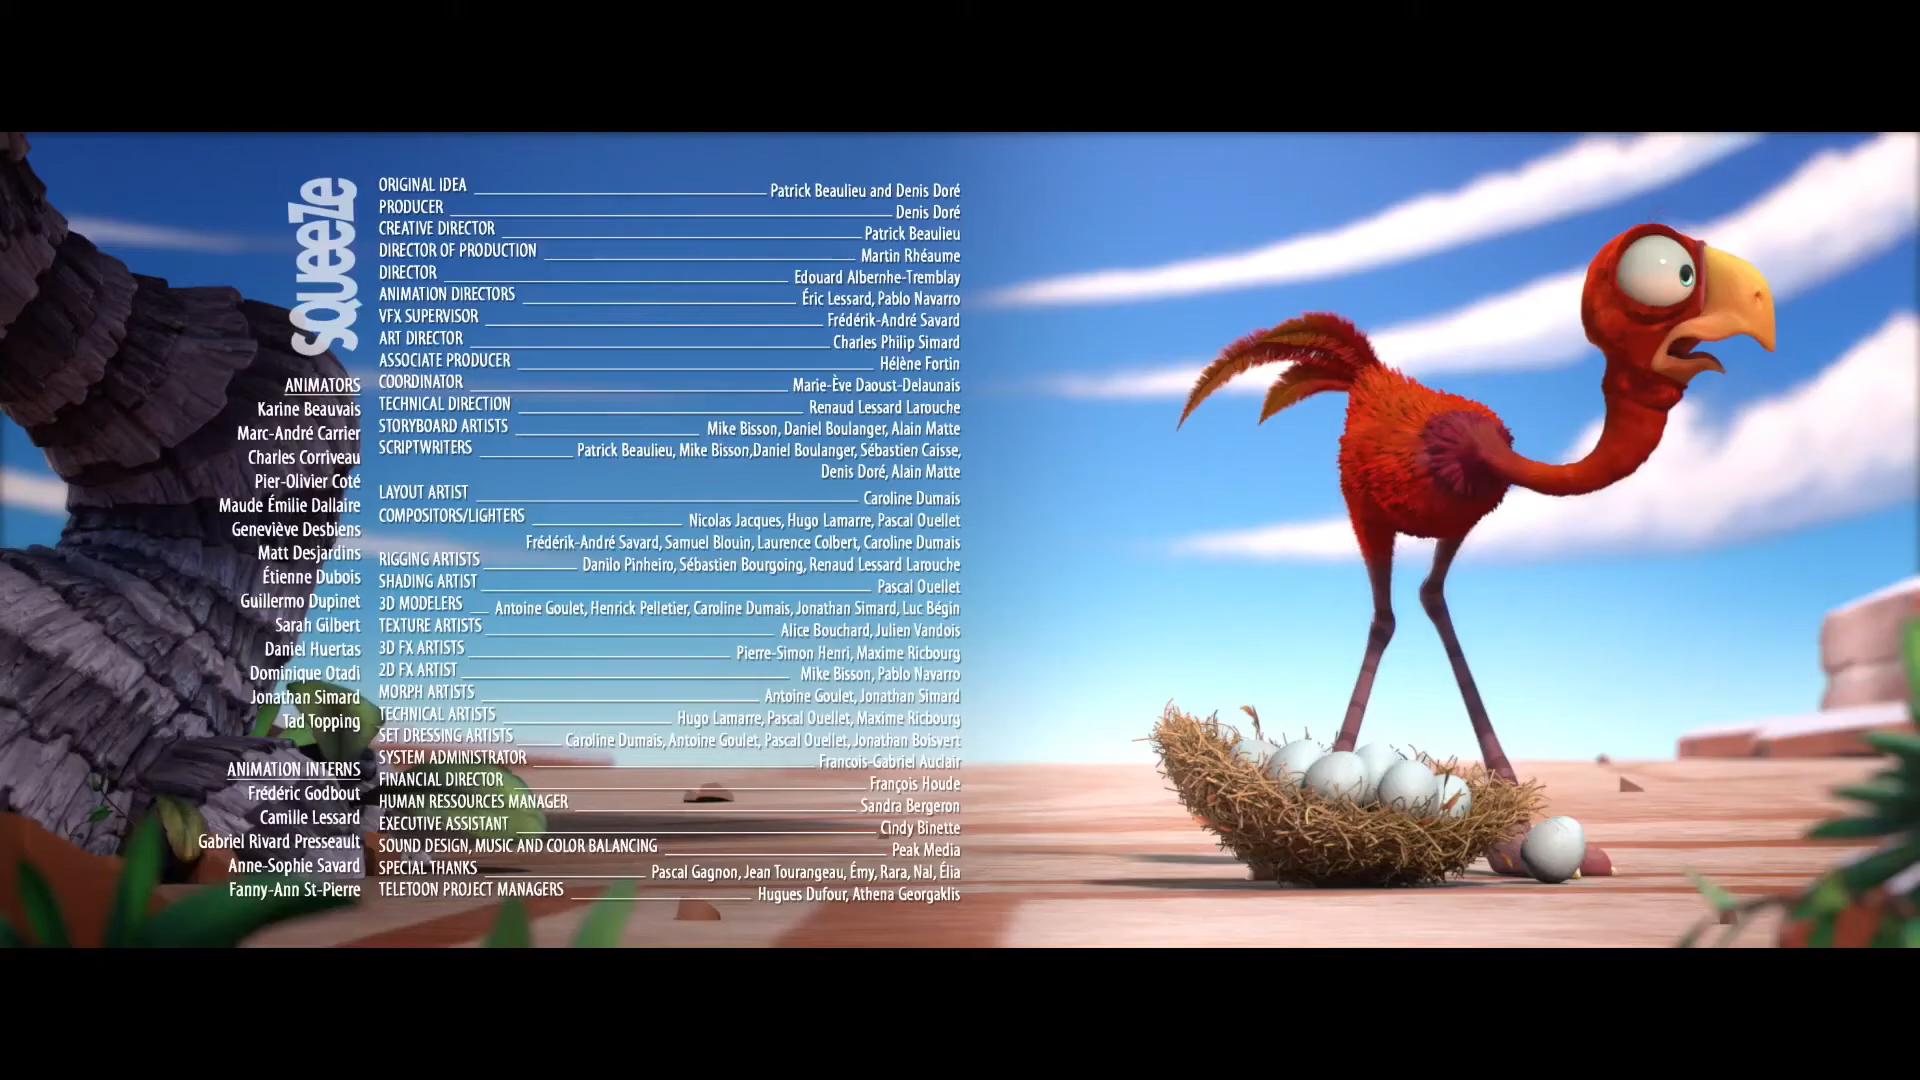 squeeze
ANIMATORS
Karine Beauvais
Marc-André Carrier
Charles Corriveau
Pier-Olivier Coté
Maude Émilie Dallaire
Geneviève Desbiens
Matt Desjardins
Étienne Dubois
Guillermo Dupinet
Sarah Gilbert
Daniel Huertas
Dominique Otadi
Jonathan Simard
Tad Topping
ANIMATION INTERNS
Frédéric Godbout
Camille Lessard
Gabriel Rivard Presseault
Anne-Sophie Savard
Fanny-Ann St-Pierre
ORIGINAL IDEA Patrick Beaulieu and Denis Doré
PRODUCER Denis Doré
CREATIVE DIRECTOR Patrick Beaulieu
DIRECTOR OF PRODUCTION Martin Rhéaume
DIRECTOR Edouard Albernhe-Tremblay
ANIMATION DIRECTORS Éric Lessard, Pablo Navarro
VFX SUPERVISOR Frédérik-André Savard
ART DIRECTOR Charles Philip Simard
ASSOCIATE PRODUCER Hélène Fortin
COORDINATOR Marie-Ève Daoust-Delaunais
TECHNICAL DIRECTION Renaud Lessard Larouche
STORYBOARD ARTISTS Mike Bisson, Daniel Boulanger, Alain Matte
SCRIPTWRITERS Patrick Beaulieu, Mike Bisson,Daniel Boulanger, Sébastien Caisse,
Denis Doré, Alain Matte
LAYOUT ARTIST Caroline Dumais
COMPOSITORS/LIGHTERS Nicolas Jacques, Hugo Lamarre, Pascal Ouellet
Frédérik-André Savard, Samuel Blouin, Laurence Colbert, Caroline Dumais
RIGGING ARTISTS Danilo Pinheiro, Sébastien Bourgoing, Renaud Lessard Larouche
SHADING ARTIST Pascal Ouellet
3D MODELERS Antoine Goulet, Henrick Pelletier, Caroline Dumais, Jonathan Simard, Luc Bégin
TEXTURE ARTISTS Alice Bouchard, Julien Vandois
3D FX ARTISTS Pierre-Simon Henri, Maxime Ricbourg
2D FX ARTIST Mike Bisson, Pablo Navarro
MORPH ARTISTS Antoine Goulet, Jonathan Simard
TECHNICAL ARTISTS Hugo Lamarre, Pascal Ouellet, Maxime Ricbourg
SET DRESSING ARTISTS Caroline Dumais, Antoine Goulet, Pascal Ouellet, Jonathan Boisvert
SYSTEM ADMINISTRATOR Francois-Gabriel Auclair
FINANCIAL DIRECTOR François Houde
HUMAN RESSOURCES MANAGER Sandra Bergeron
EXECUTIVE ASSISTANT Cindy Binette
SOUND DESIGN, MUSIC AND COLOR BALANCING Peak Media
SPECIAL THANKS Pascal Gagnon, Jean Tourangeau, Émy, Rara, Nal, Élia
TELETOON PROJECT MANAGERS Hugues Dufour, Athena Georgaklis